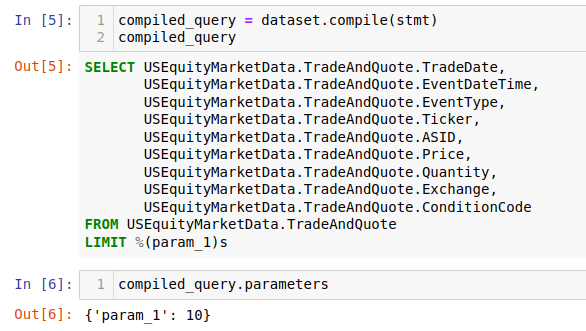 In [5]: 1 compiled_query = dataset.compile(stmt)
2 compiled_query
Out[5]: SELECT USEquityMarketData.TradeAndQuote.TradeDate,
USEquityMarketData.TradeAndQuote.EventDateTime,
USEquityMarketData.TradeAndQuote.EventType,
USEquityMarketData.TradeAndQuote.Ticker,
USEquityMarketData.TradeAndQuote.ASID,
USEquityMarketData.TradeAndQuote.Price,
USEquityMarketData.TradeAndQuote.Quantity,
USEquityMarketData.TradeAndQuote.Exchange,
USEquityMarketData.TradeAndQuote.ConditionCode
FROM USEquityMarketData.TradeAndQuote
LIMIT %(param_1)s
In [6]: 1 compiled_query.parameters
Out[6]: {'param_1': 10}